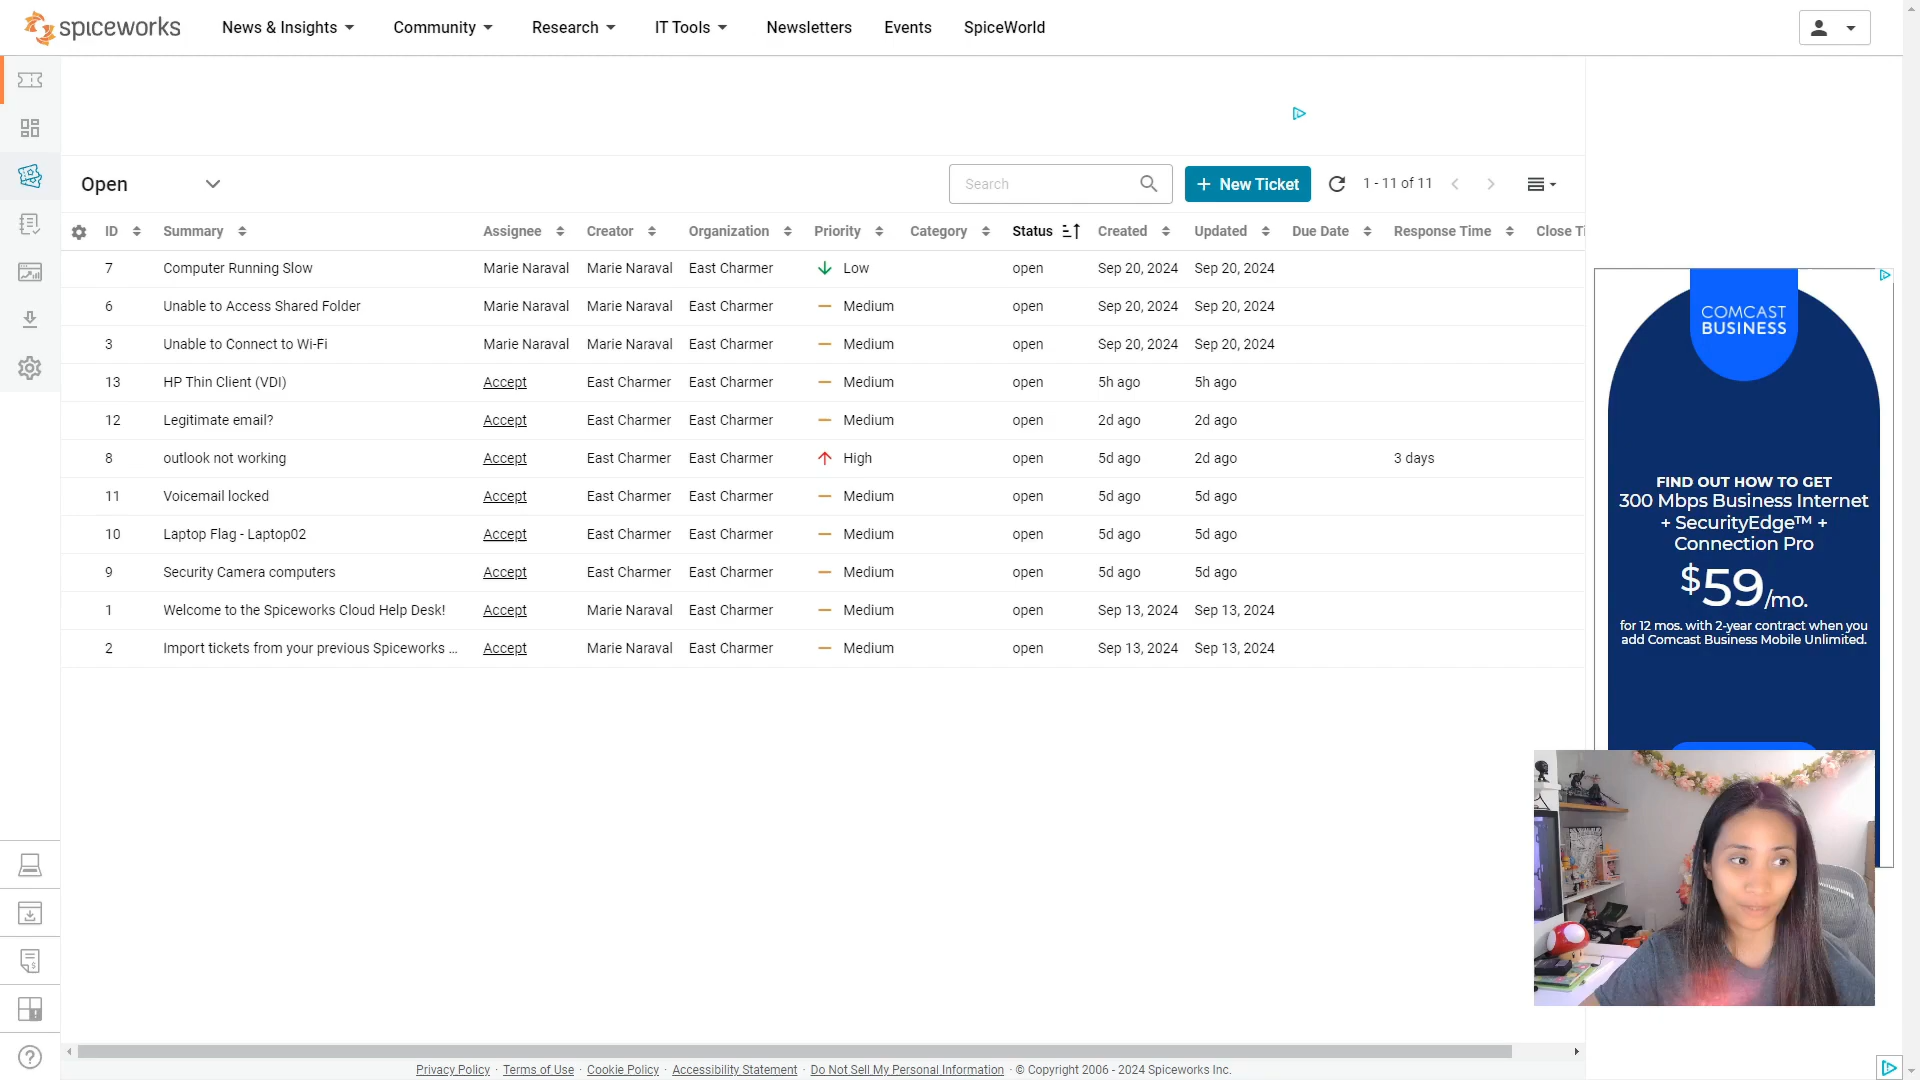 spiceworks News & Insights Community Research IT Tools Newsletters Events SpiceWorld
Open Search + New Ticket 1 - 11 of 11
ID Summary Assignee Creator Organization Priority Category Status Created Updated Due Date Response Time Close Ti
7 Computer Running Slow Marie Naraval Marie Naraval East Charmer Low open Sep 20, 2024 Sep 20, 2024
6 Unable to Access Shared Folder Marie Naraval Marie Naraval East Charmer Medium open Sep 20, 2024 Sep 20, 2024
3 Unable to Connect to Wi-Fi Marie Naraval Marie Naraval East Charmer Medium open Sep 20, 2024 Sep 20, 2024
13 HP Thin Client (VDI) Accept East Charmer East Charmer Medium open 5h ago 5h ago
12 Legitimate email? Accept East Charmer East Charmer Medium open 2d ago 2d ago
8 outlook not working Accept East Charmer East Charmer High open 5d ago 2d ago 3 days
11 Voicemail locked Accept East Charmer East Charmer Medium open 5d ago 5d ago
10 Laptop Flag - Laptop02 Accept East Charmer East Charmer Medium open 5d ago 5d ago
9 Security Camera computers Accept East Charmer East Charmer Medium open 5d ago 5d ago
1 Welcome to the Spiceworks Cloud Help Desk! Accept Marie Naraval East Charmer Medium open Sep 13, 2024 Sep 13, 2024
2 Import tickets from your previous Spiceworks ... Accept Marie Naraval East Charmer Medium open Sep 13, 2024 Sep 13, 2024
COMCAST
BUSINESS
FIND OUT HOW TO GET
300 Mbps Business Internet
+ SecurityEdge™ +
Connection Pro
$59/mo.
for 12 mos. with 2-year contract when you
add Comcast Business Mobile Unlimited.
Privacy Policy · Terms of Use · Cookie Policy · Accessibility Statement · Do Not Sell My Personal Information · © Copyright 2006 - 2024 Spiceworks Inc.